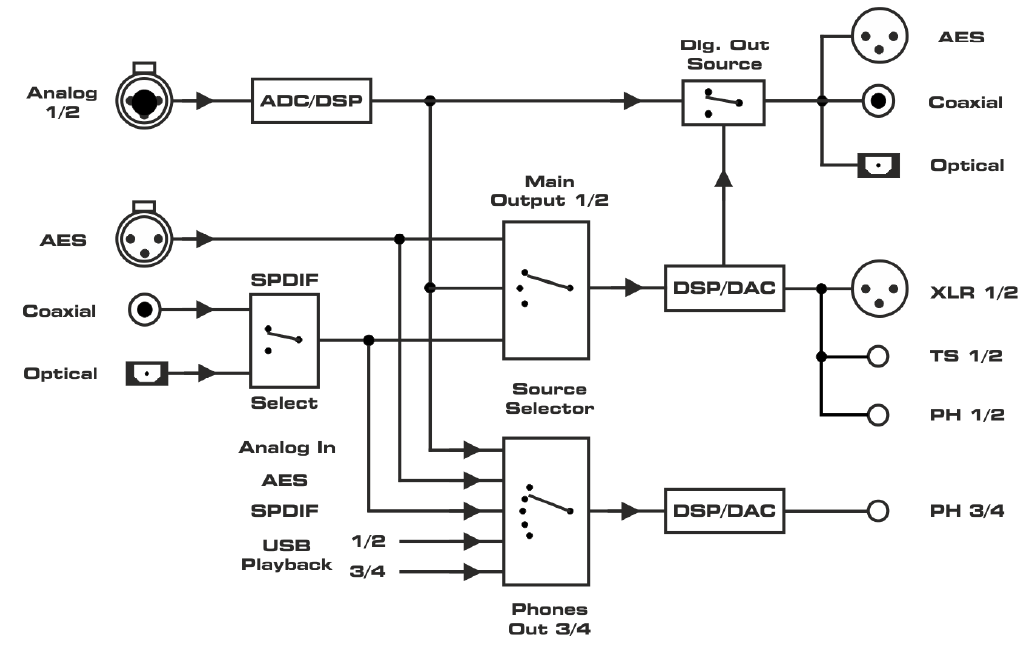 AES
Dig. Out
Source
Analog
1/2
ADC/DSP
Coaxial
Optical
Main
Output 1/2
AES
SPDIF
DSP/DAC
XLR 1/2
Coaxial
TS 1/2
Optical
Select
Source
Selector
PH 1/2
Analog In
AES
SPDIF
DSP/DAC
PH 3/4
USB
Playback
1/2
3/4
Phones
Out 3/4